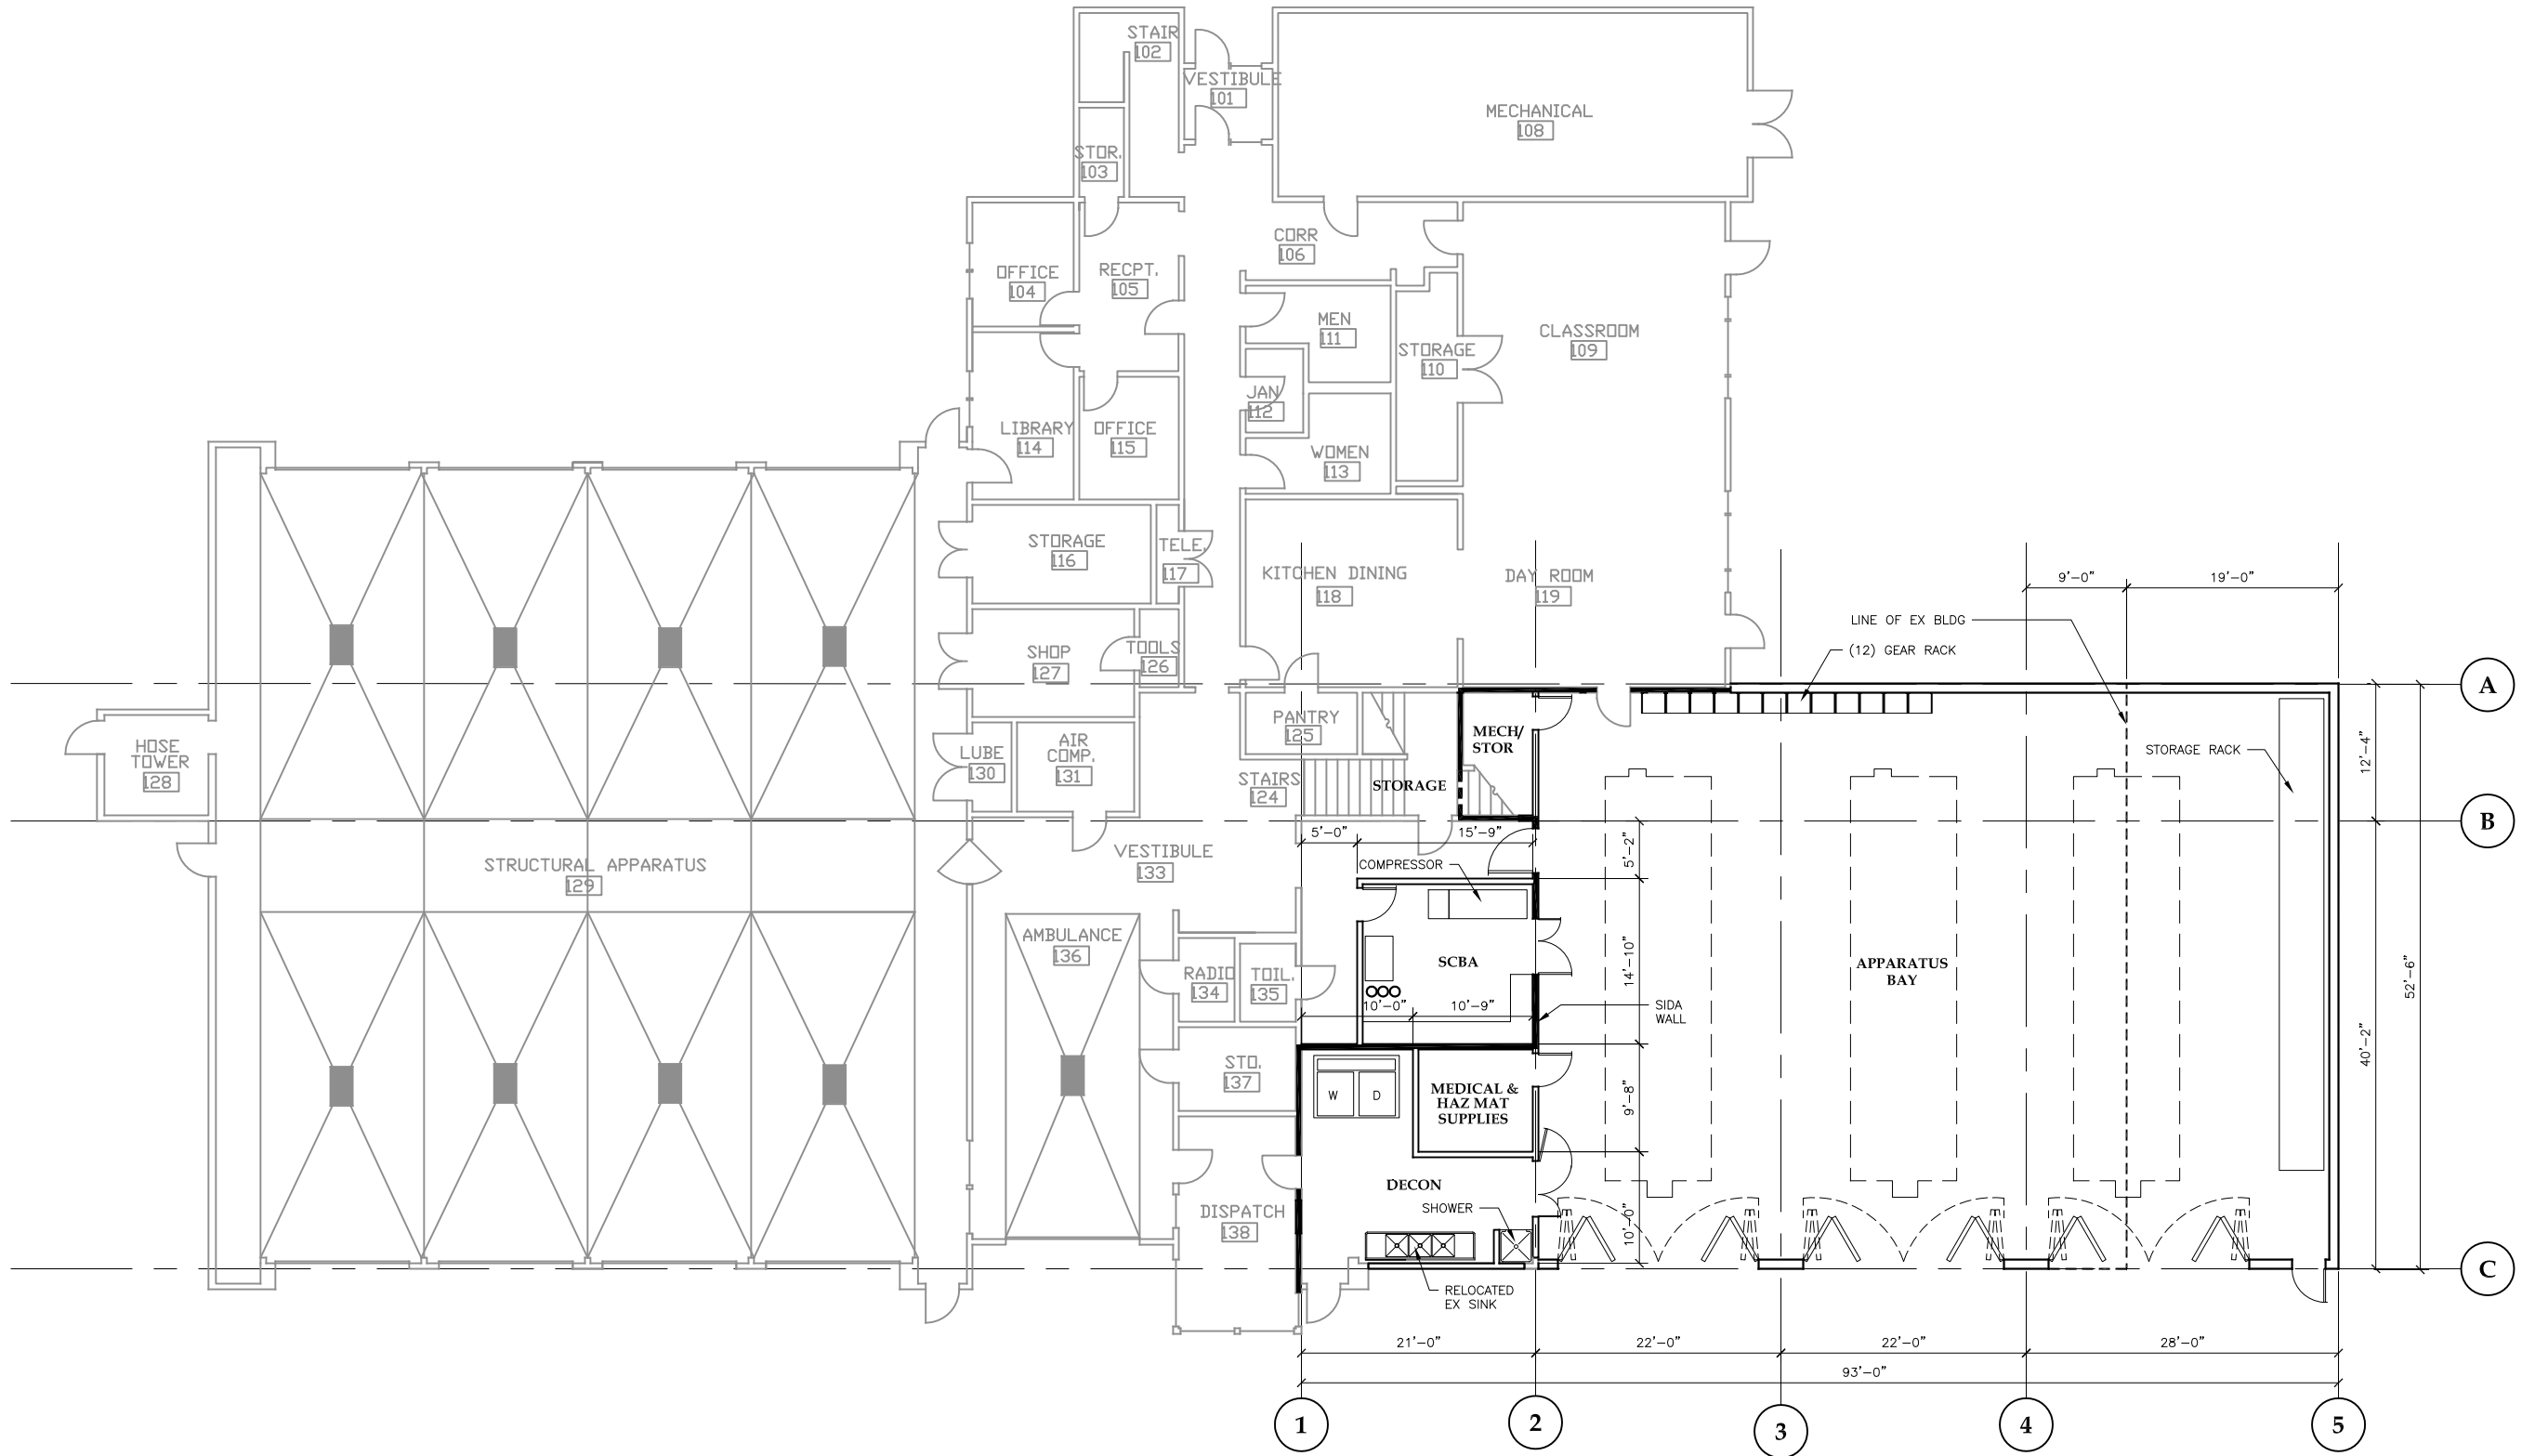 STAIR
102
VESTIBULE
101
MECHANICAL
108
STOR.
103
CORR
106
OFFICE
104
RECPT.
105
MEN
111
STORAGE
110
CLASSROOM
109
JAN
112
LIBRARY
114
OFFICE
115
WOMEN
113
STORAGE
116
TELE.
117
KITCHEN DINING
118
DAY ROOM
119
9'-0"
19'-0"
LINE OF EX BLDG
(12) GEAR RACK
SHOP
127
TOOLS
126
A
PANTRY
125
MECH/
STOR
STORAGE RACK
12'-4"
HOSE
TOWER
128
LUBE
130
AIR
COMP.
131
STAIRS
124
STORAGE
B
5'-0"
15'-9"
5'-2"
STRUCTURAL APPARATUS
129
VESTIBULE
133
COMPRESSOR
AMBULANCE
136
RADIO
134
TOIL.
135
SCBA
14'-10"
APPARATUS
BAY
52'-6"
10'-0"
10'-9"
SIDA
WALL
40'-2"
STO.
137
W
D
MEDICAL &
HAZ MAT
SUPPLIES
9'-8"
DECON
SHOWER
DISPATCH
138
10'-0"
C
RELOCATED
EX SINK
21'-0"
22'-0"
22'-0"
28'-0"
93'-0"
1
2
3
4
5